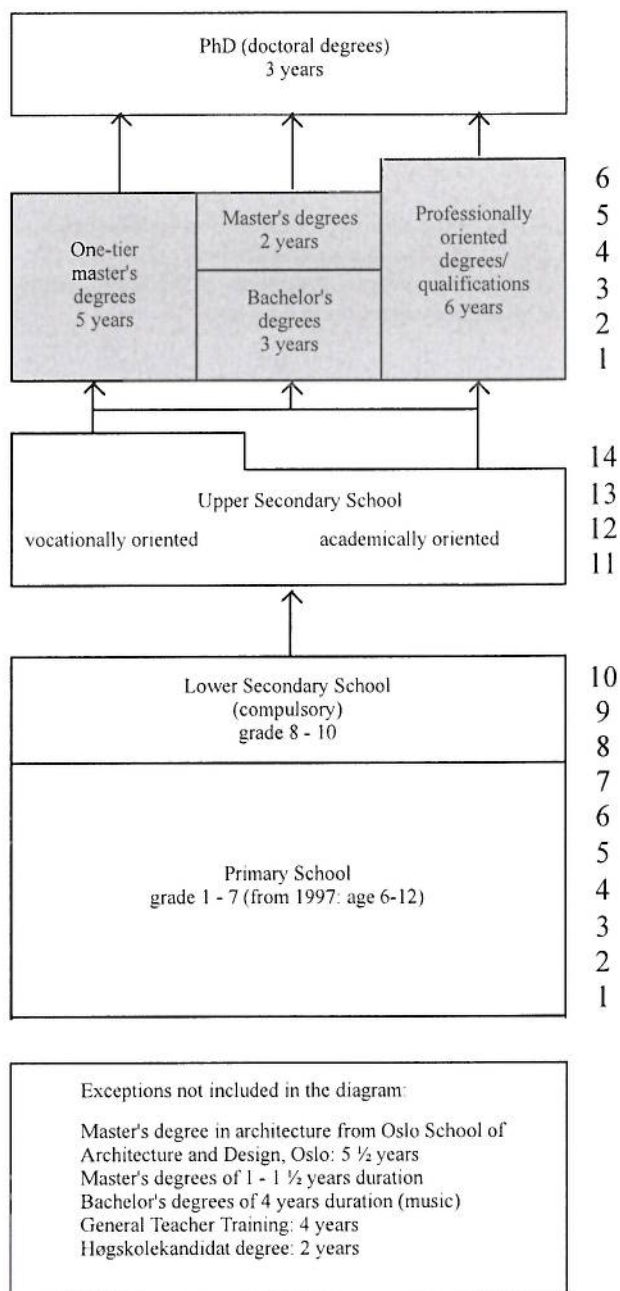 PhD (doctoral degrees)
3 years
One-tier
master's
degrees
5 years
Master's degrees
2 years
Bachelor's
degrees
3 years
Professionally
oriented
degrees/
qualifications
6 years
6
5
4
3
2
1
Upper Secondary School
vocationally oriented
academically oriented
14
13
12
11
Lower Secondary School
(compulsory)
grade 8 - 10
Primary School
grade 1 - 7 (from 1997: age 6-12)
10
9
8
7
6
5
4
3
2
1
Exceptions not included in the diagram:
Master's degree in architecture from Oslo School of
Architecture and Design, Oslo: 5 ½ years
Master's degrees of 1 - 1 ½ years duration
Bachelor's degrees of 4 years duration (music)
General Teacher Training: 4 years
Høgskolekandidat degree: 2 years